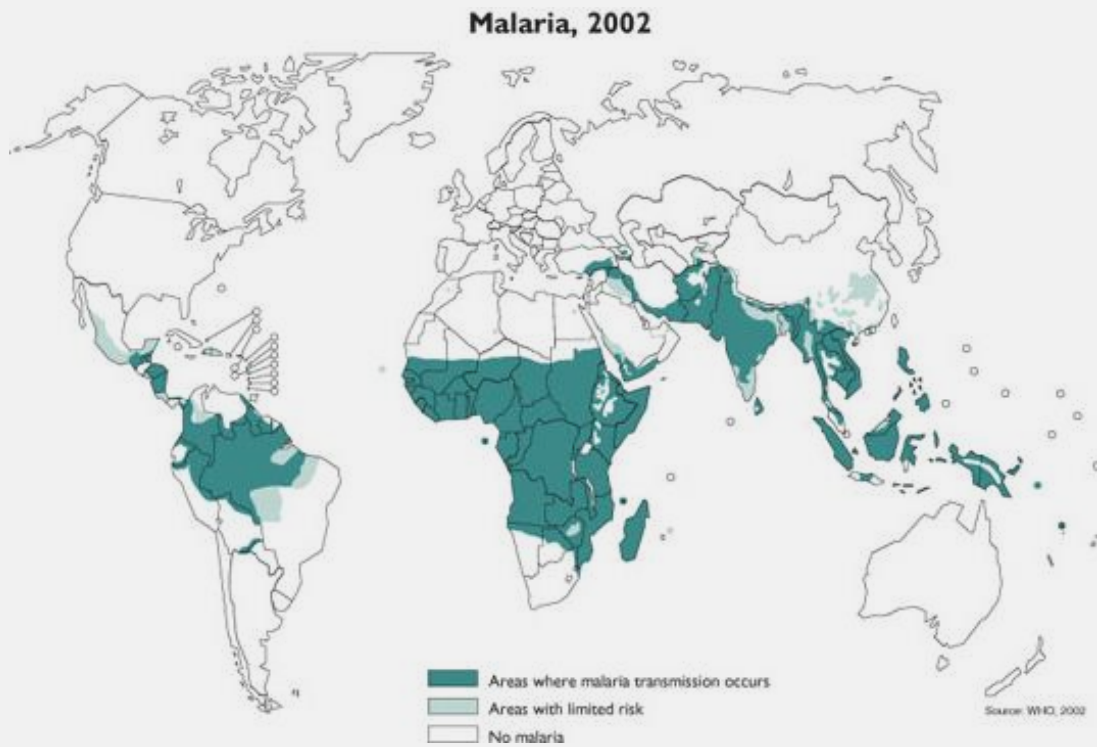 Malaria, 2002
Areas where malaria transmission occurs
Areas with limited risk
No malaria
Source: WHO, 2002